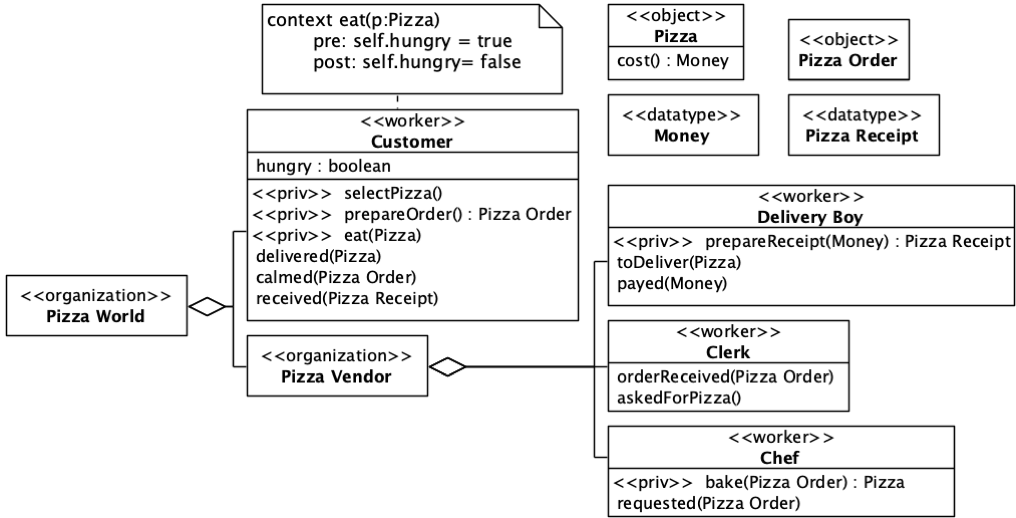 context eat(p:Pizza)
pre: self.hungry = true
post: self.hungry= false
<<object>>
Pizza
cost() : Money
<<object>>
Pizza Order
<<datatype>>
Money
<<datatype>>
Pizza Receipt
<<worker>>
Customer
hungry : boolean
<<priv>> selectPizza()
<<priv>> prepareOrder() : Pizza Order
<<priv>> eat(Pizza)
delivered(Pizza)
calmed(Pizza Order)
received(Pizza Receipt)
<<organization>>
Pizza World
<<organization>>
Pizza Vendor
<<worker>>
Delivery Boy
<<priv>> prepareReceipt(Money) : Pizza Receipt
toDeliver(Pizza)
payed(Money)
<<worker>>
Clerk
orderReceived(Pizza Order)
askedForPizza()
<<worker>>
Chef
<<priv>> bake(Pizza Order) : Pizza
requested(Pizza Order)